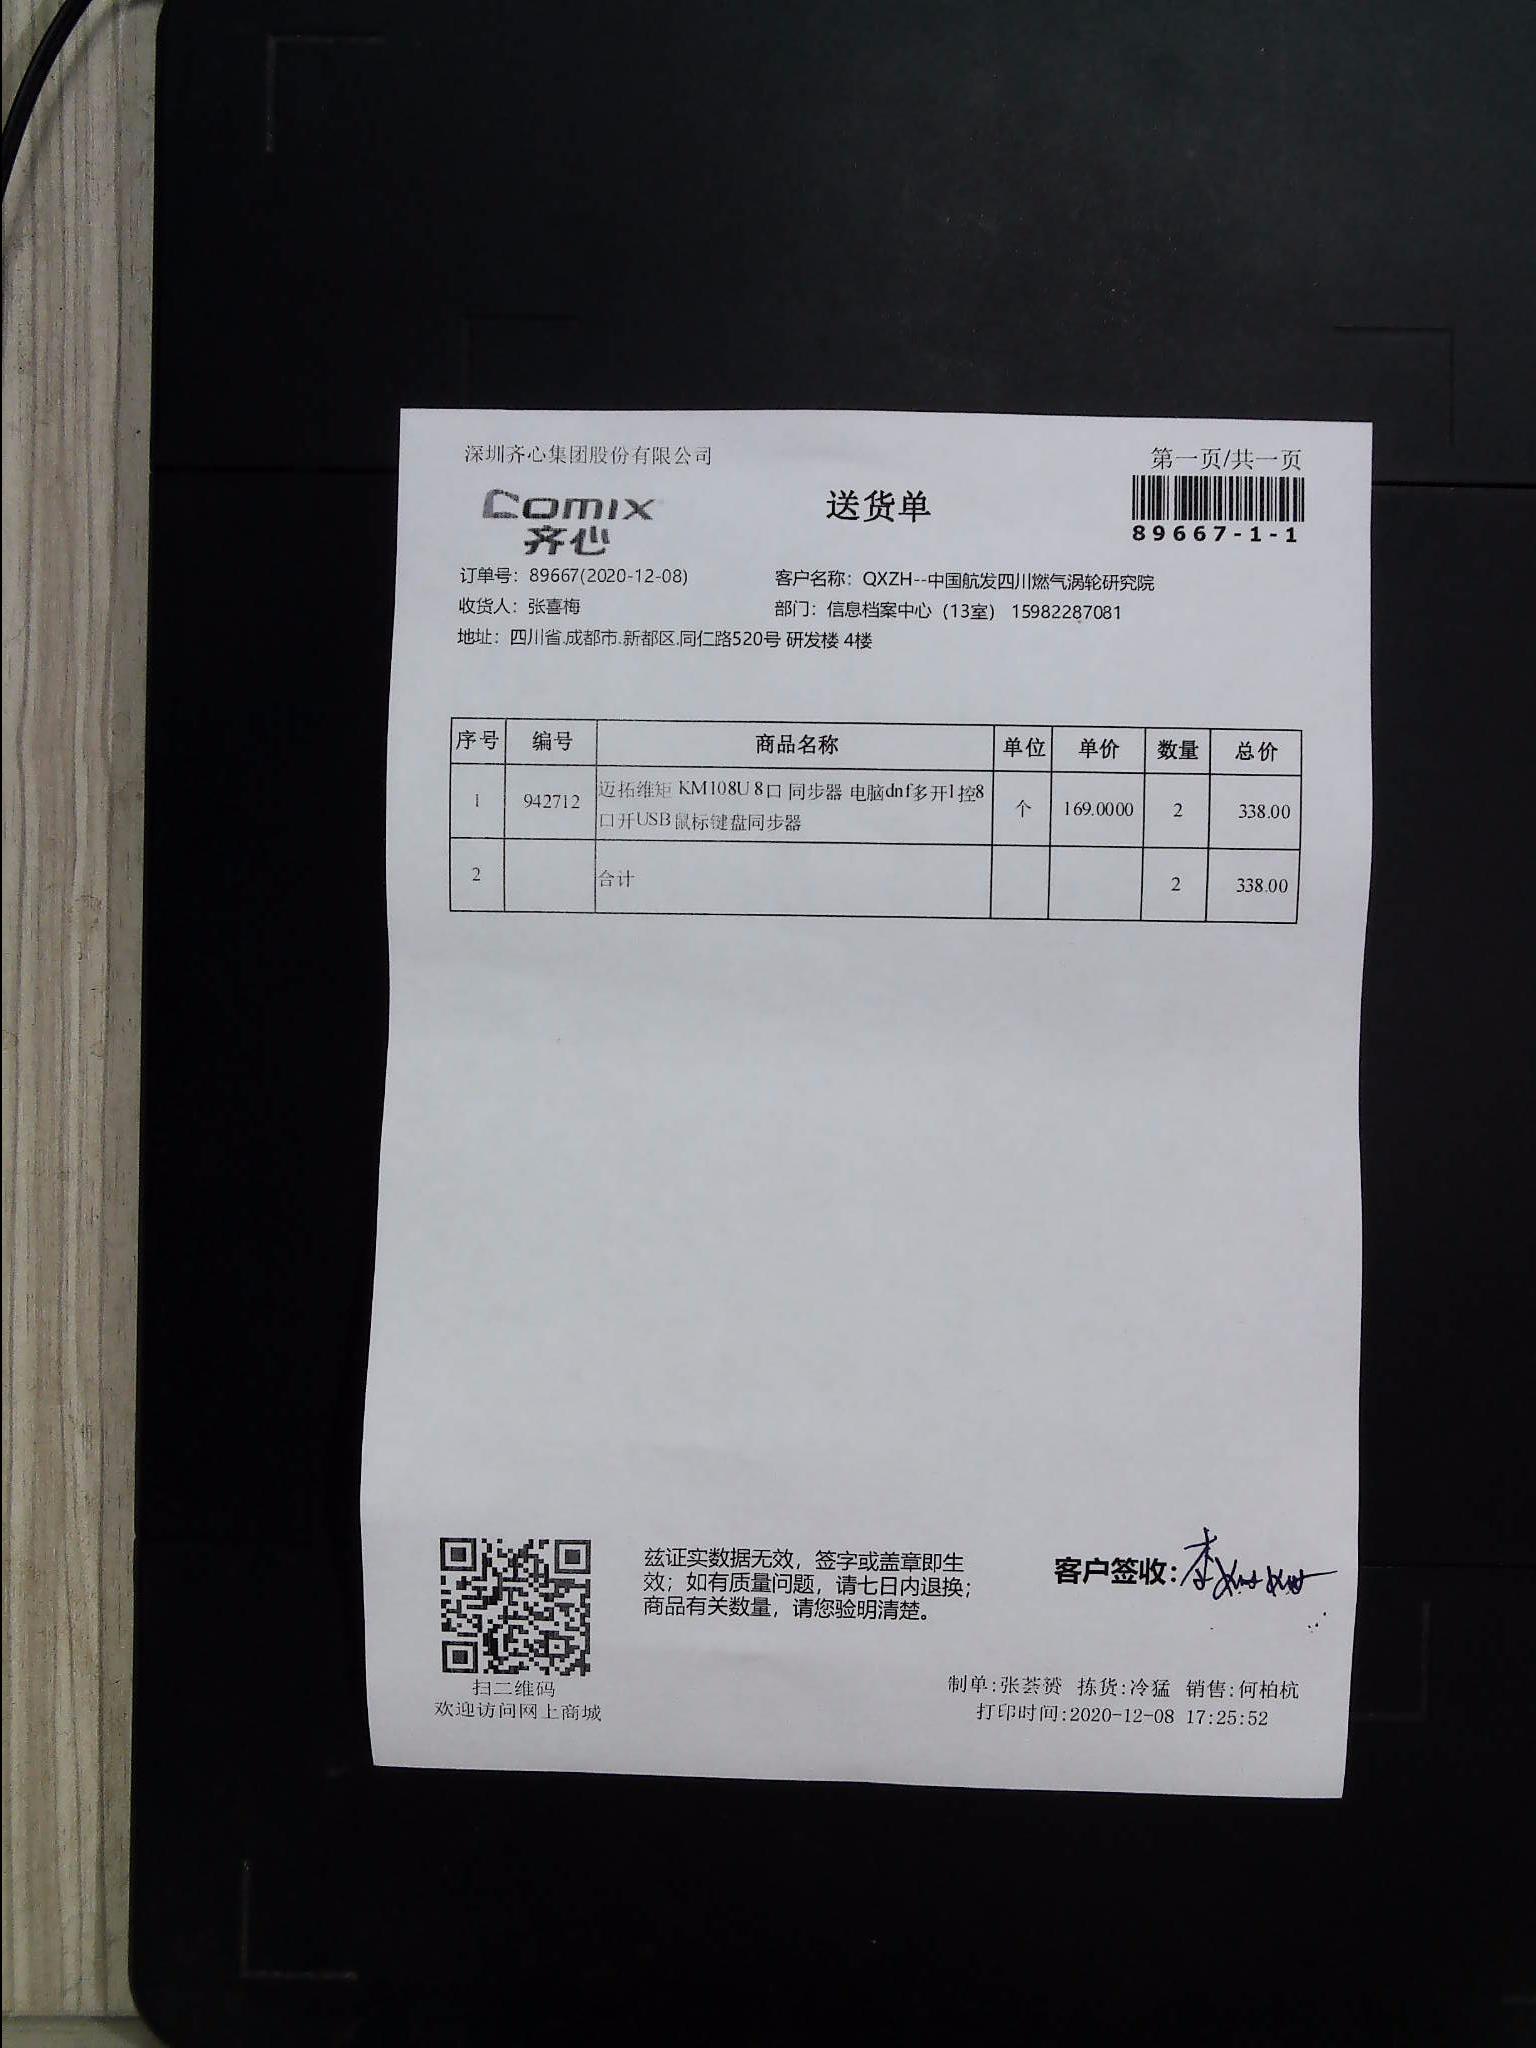 深圳齐心集团股份有限公司
第一页/共一页
Comix
齐心
送货单
89667-1-1
订单号：89667(2020-12-08)
客户名称：QXZH--中国航发四川燃气涡轮研究院
收货人：张喜梅
部门：信息档案中心（13室） 15982287081
地址：四川省.成都市.新都区.同仁路520号 研发楼 4楼
序号 编号 商品名称 单位 单价 数量 总价
1 942712 迈拓维矩 KM108U 8口 同步器 电脑dnf多开1控8 个 169.0000 2 338.00
口开USB鼠标键盘同步器
2 合计 2 338.00
兹证实数据无效，签字或盖章即生
效；如有质量问题，请七日内退换；
商品有关数量，请您验明清楚。
客户签收：李
扫二维码
欢迎访问网上商城
制单:张荟赟 拣货:冷猛 销售:何柏杭
打印时间:2020-12-08 17:25:52